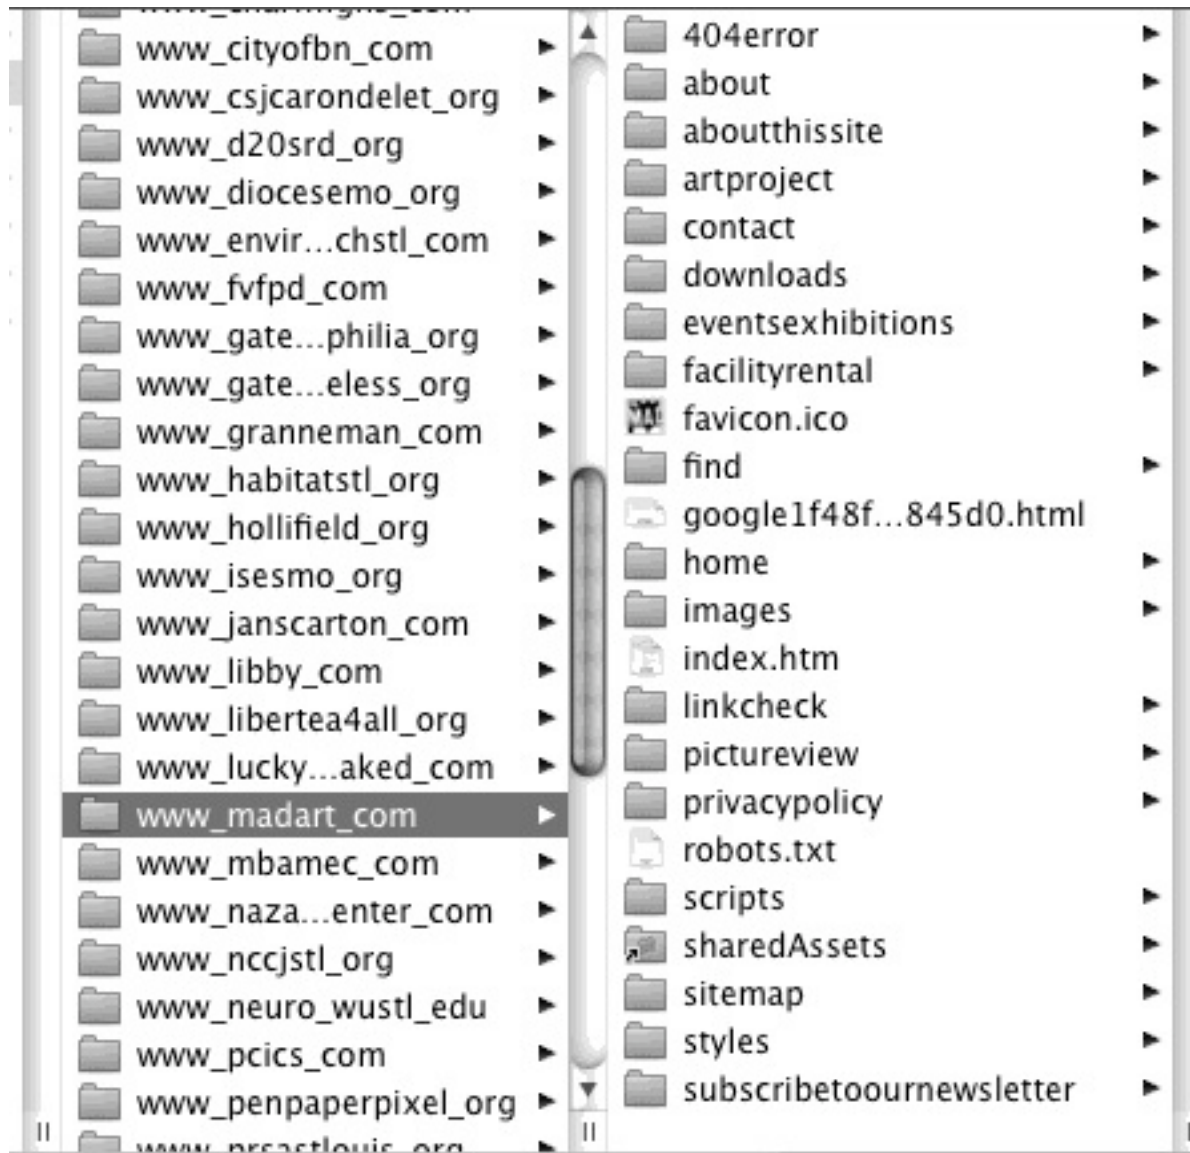 www_cityofbn_com
www_csjcarondelet_org
www_d20srd_org
www_diocesemo_org
www_envir...chstl_com
www_fvfpd_com
www_gate...philia_org
www_gate...eless_org
www_granneman_com
www_habitatstl_org
www_hollifield_org
www_isesmo_org
www_janscarton_com
www_libby_com
www_libertea4all_org
www_lucky...aked_com
www_madart_com
www_mbamec_com
www_naza...enter_com
www_nccjstl_org
www_neuro_wustl_edu
www_pcics_com
www_penpaperpixel_org
www_prsastlouis_org
404error
about
aboutthissite
artproject
contact
downloads
eventsexhibitions
facilityrental
favicon.ico
find
google1f48f...845d0.html
home
images
index.htm
linkcheck
pictureview
privacypolicy
robots.txt
scripts
sharedAssets
sitemap
styles
subscribetoournewsletter